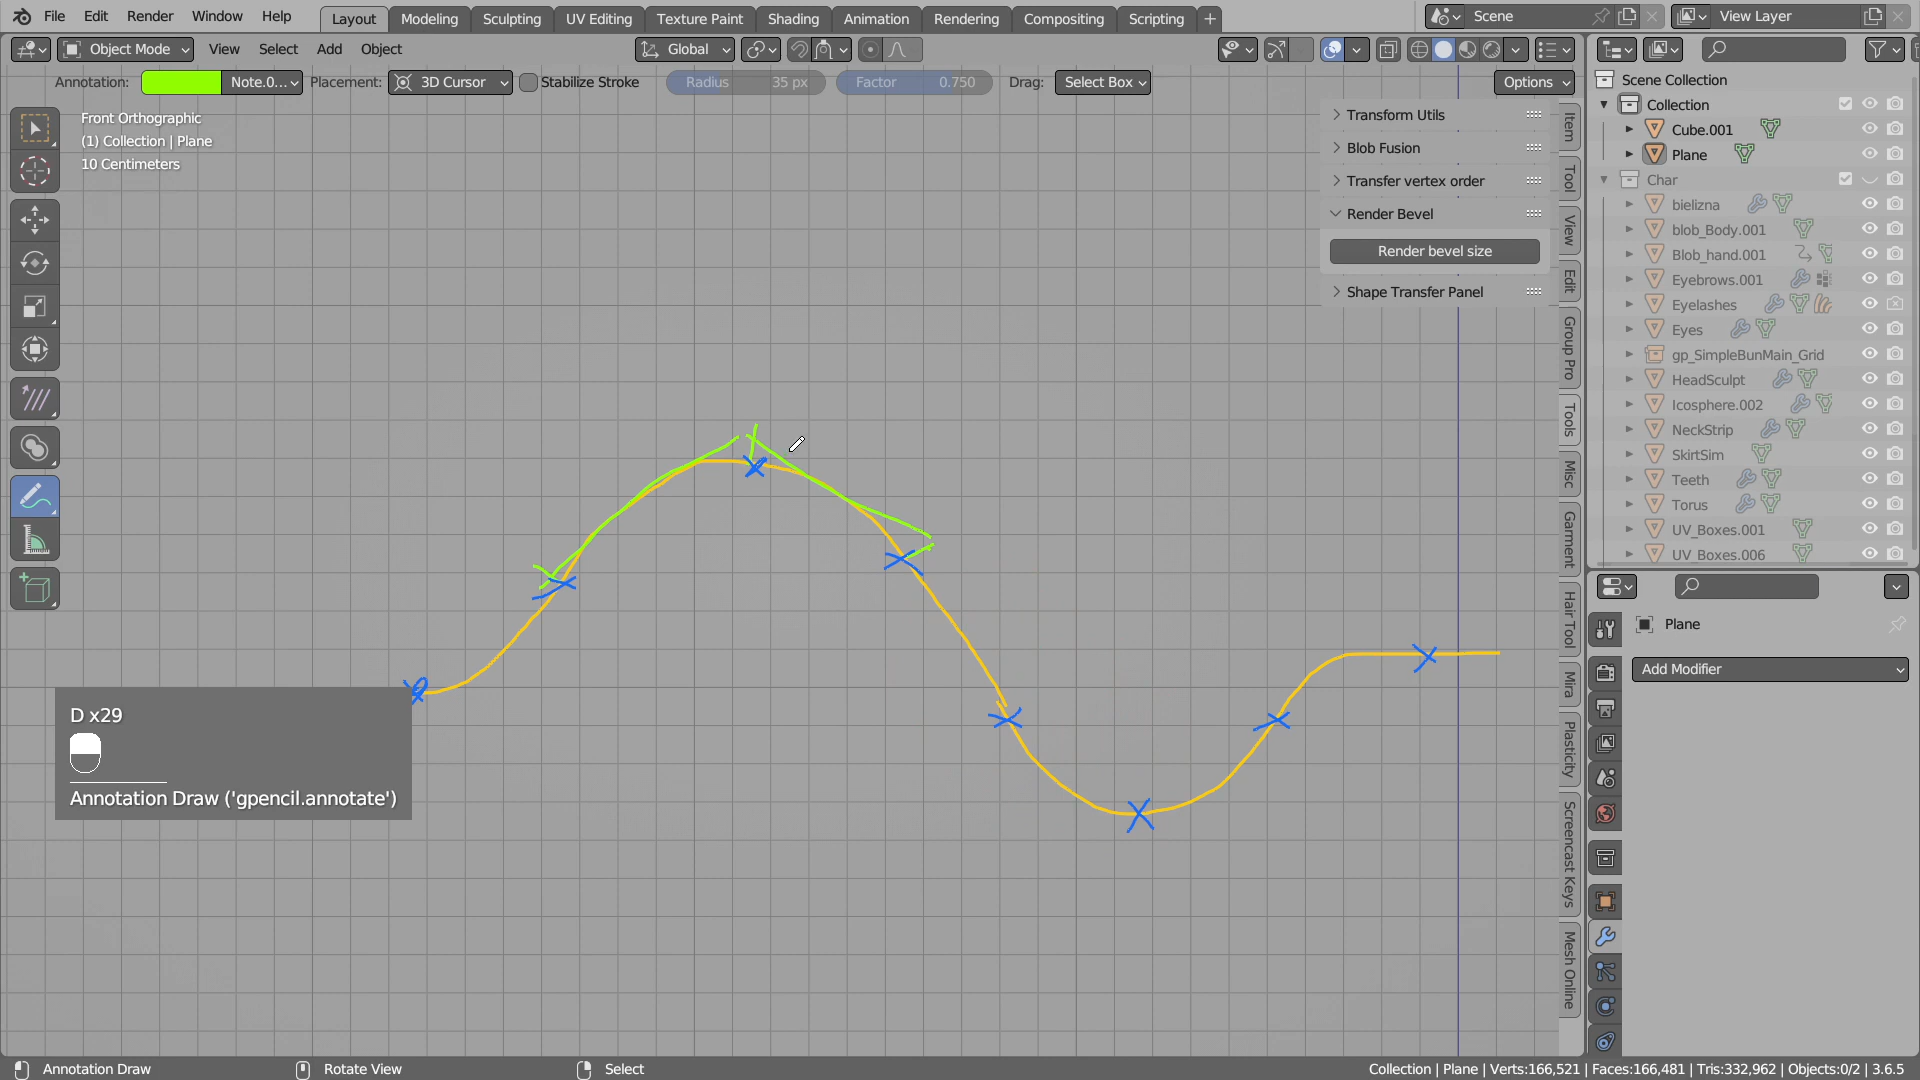 File Edit Render Window Help Layout Modeling Sculpting UV Editing Texture Paint Shading Animation Rendering Compositing Scripting + Scene View Layer
Object Mode View Select Add Object Global
Annotation: Note.0... Placement: 3D Cursor Stabilize Stroke Radius 35 px Factor 0.750 Drag: Select Box Options
Front Orthographic
(1) Collection | Plane
10 Centimeters
Transform Utils
Blob Fusion
Transfer vertex order
Render Bevel
Render bevel size
Shape Transfer Panel
Item
Tool
View
Edit
Group Pro
Tools
Misc
Garment
Hair Tool
Mira
Plasticity
Screencast Keys
Mesh Online
Scene Collection
Collection
Cube.001
Plane
Char
bielizna
blob_Body.001
Blob_hand.001
Eyebrows.001
Eyelashes
Eyes
gp_SimpleBunMain_Grid
HeadSculpt
Icosphere.002
NeckStrip
SkirtSim
Teeth
Torus
UV_Boxes.001
UV_Boxes.006
Plane
Add Modifier
D x29
Annotation Draw ('gpencil.annotate')
Annotation Draw Rotate View Select Collection | Plane | Verts:166,521 | Faces:166,481 | Tris:332,962 | Objects:0/2 | 3.6.5